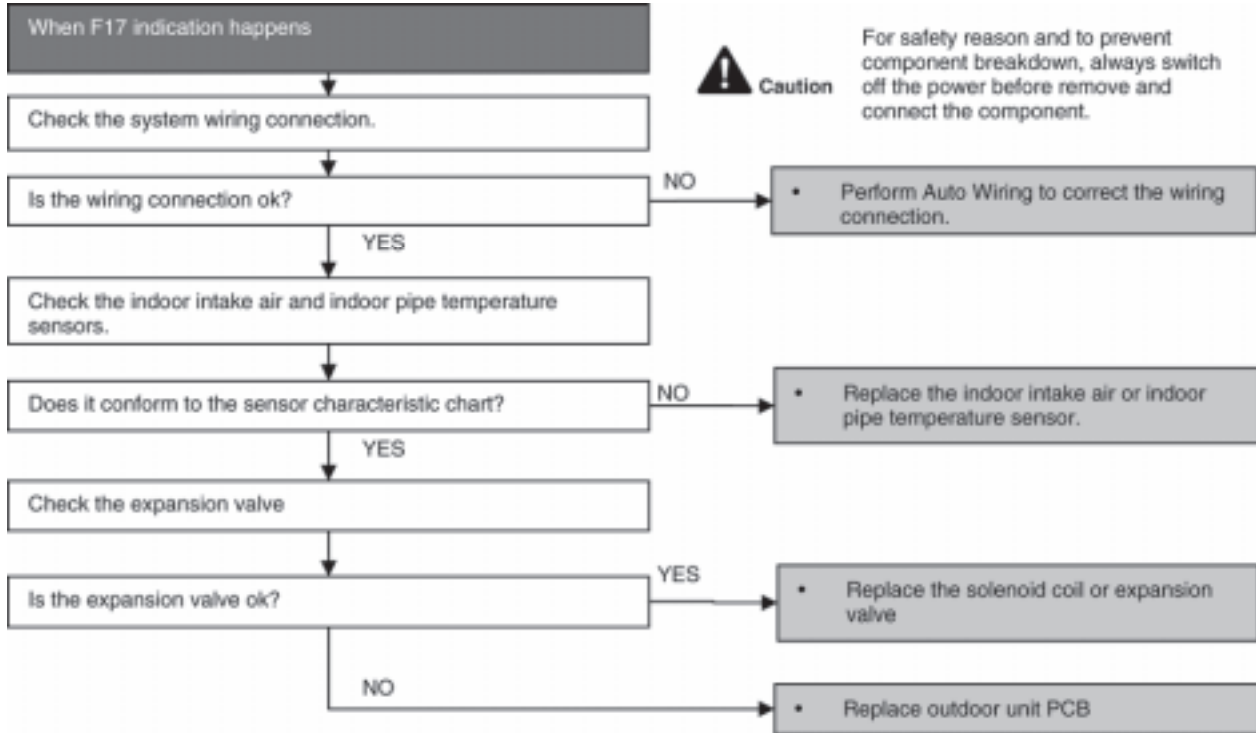 When F17 indication happens
Caution
For safety reason and to prevent
component breakdown, always switch
off the power before remove and
connect the component.
Check the system wiring connection.
Is the wiring connection ok?
NO
• Perform Auto Wiring to correct the wiring
connection.
YES
Check the indoor intake air and indoor pipe temperature
sensors.
Does it conform to the sensor characteristic chart?
NO
• Replace the indoor intake air or indoor
pipe temperature sensor.
YES
Check the expansion valve
Is the expansion valve ok?
YES
• Replace the solenoid coil or expansion
valve
NO
• Replace outdoor unit PCB